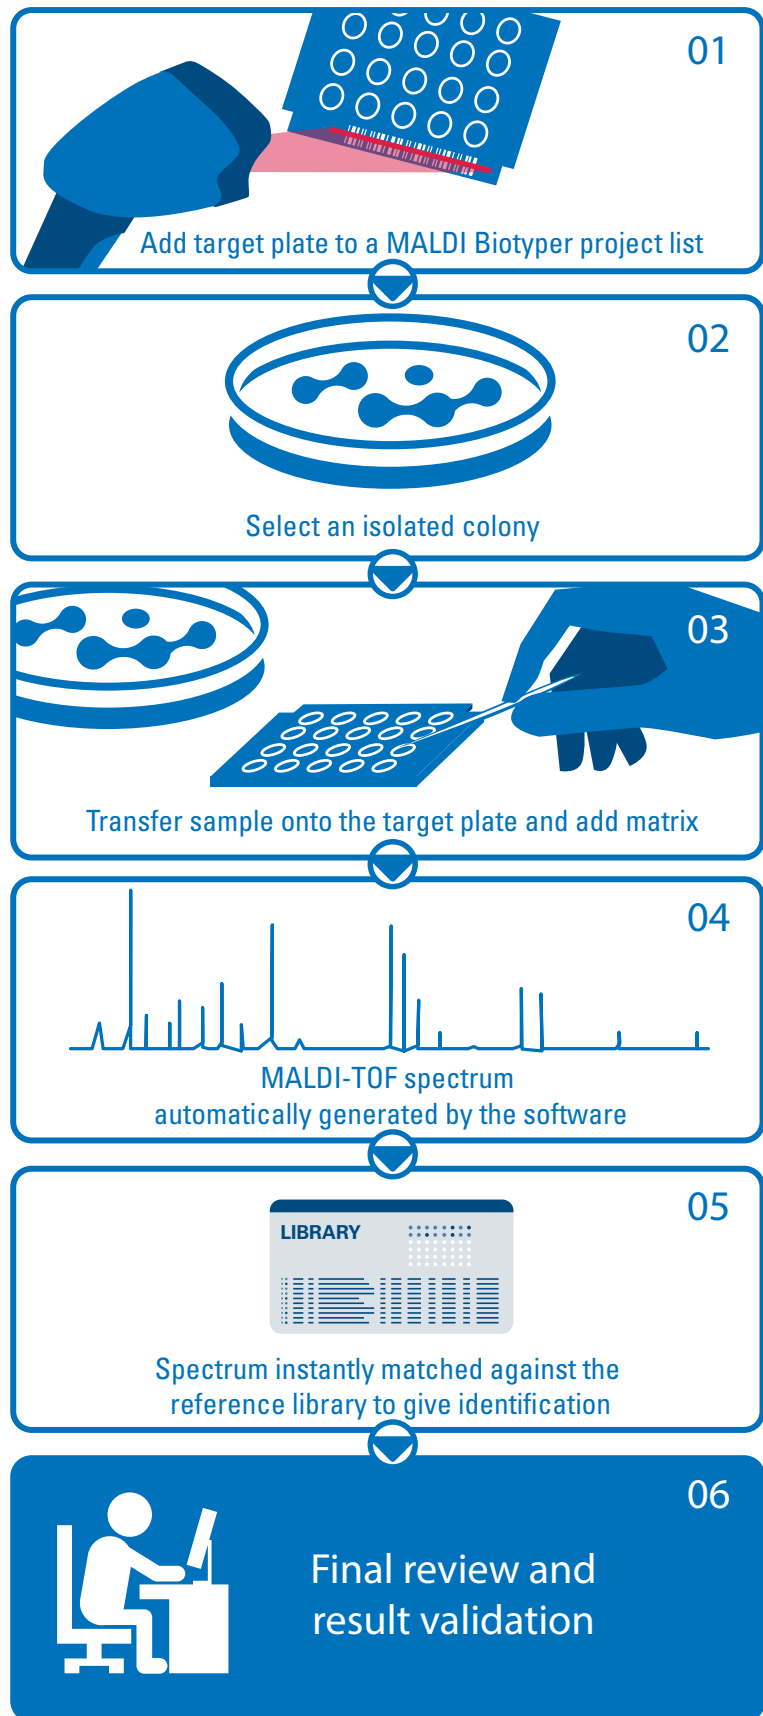 01
Add target plate to a MALDI Biotyper project list
02
Select an isolated colony
03
Transfer sample onto the target plate and add matrix
04
MALDI-TOF spectrum
automatically generated by the software
05
LIBRARY
Spectrum instantly matched against the
reference library to give identification
06
Final review and
result validation